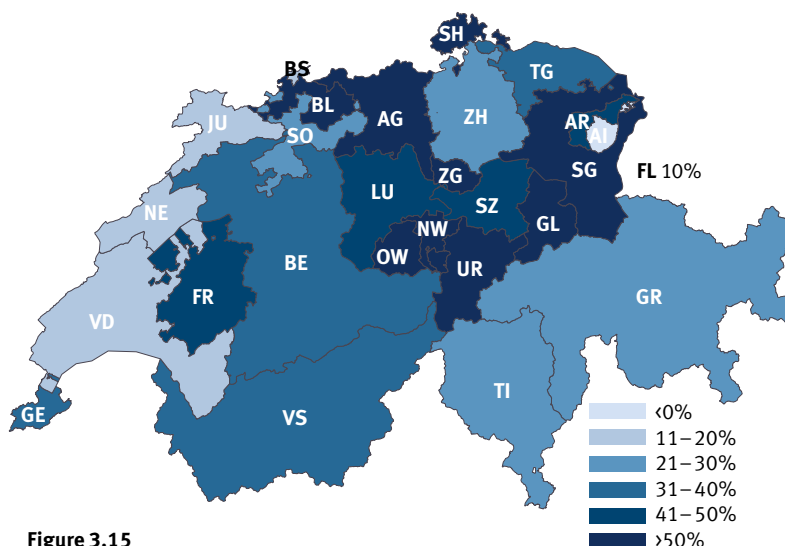 SH
BS
TG
BL
JU
AG
ZH
AR
AI
SO
SG
FL 10%
ZG
LU
NE
SZ
GL
NW
OW
BE
UR
FR
GR
VD
TI
GE
VS
<0%
11–20%
21–30%
31–40%
41–50%
>50%
Figure 3.15